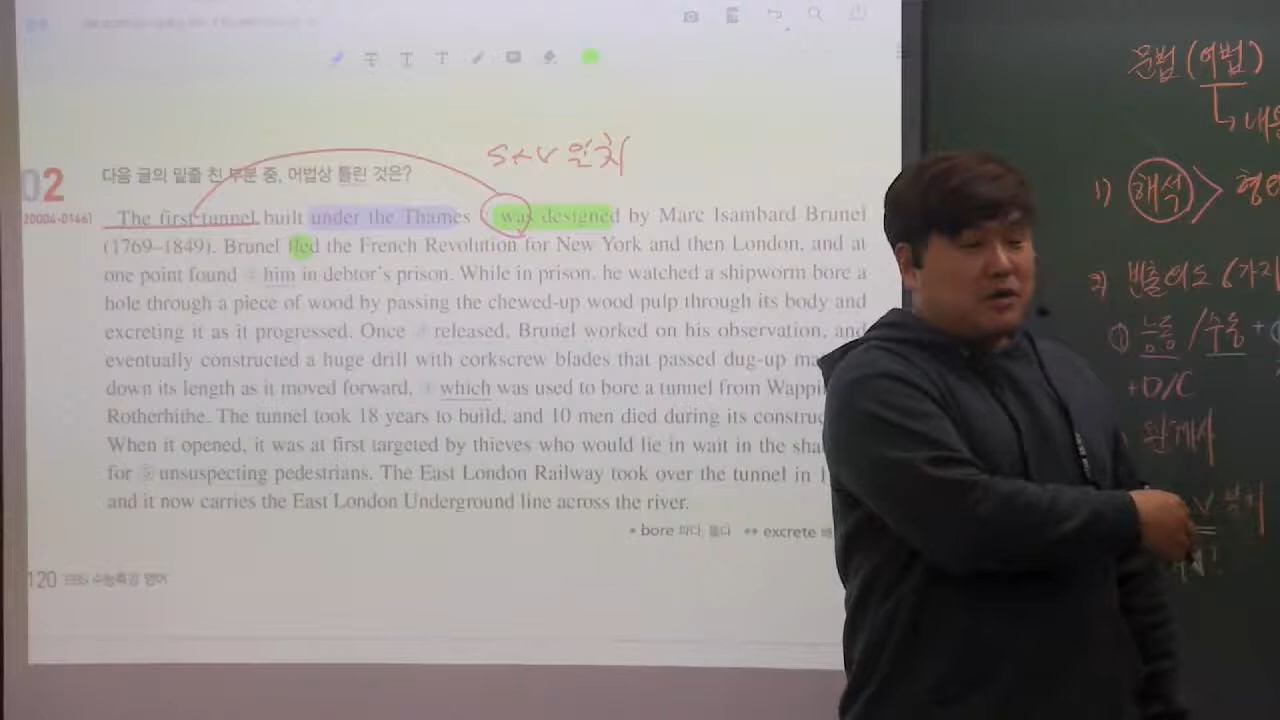 S+V 일치
02 다음 글의 밑줄 친 부분 중, 어법상 틀린 것은?
20004-0146
The first tunnel built under the Thames was designed by Marc Isambard Brunel
(1769–1849). Brunel fled the French Revolution for New York and then London, and at
one point found him in debtor's prison. While in prison, he watched a shipworm bore a
hole through a piece of wood by passing the chewed-up wood pulp through its body and
excreting it as it progressed. Once released, Brunel worked on his observation, and
eventually constructed a huge drill with corkscrew blades that passed dug-up
down its length as it moved forward, which was used to bore a tunnel from
Rotherhithe. The tunnel took 18 years to build, and 10 men died during its
When it opened, it was at first targeted by thieves who would lie in wait in the
for ⑤ unsuspecting pedestrians. The East London Railway took over the tunnel in
and it now carries the East London Underground line across the river.
* bore 파다, 뚫다 ** excrete
120 EBS 수능특강 영어
문법 (어법)
1) 해석 >
2) 빈출어도 6가지
① 능동 / 수동 +
+D/C
관계사